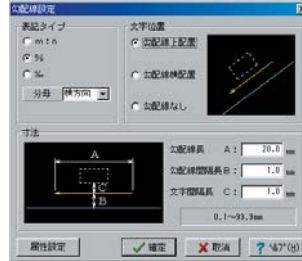 勾配線設定
表記タイプ
m:n
%
‰
分母 横方向
文字位置
勾配線上配置
勾配線横配置
勾配線なし
寸法
A
C
B
勾配線長 A: 20.0 mm
勾配線間隔長 B: 1.0 mm
文字間隔長 C: 1.0 mm
0.1~99.9mm
属性設定
確定
取消
? ヘルプ(H)